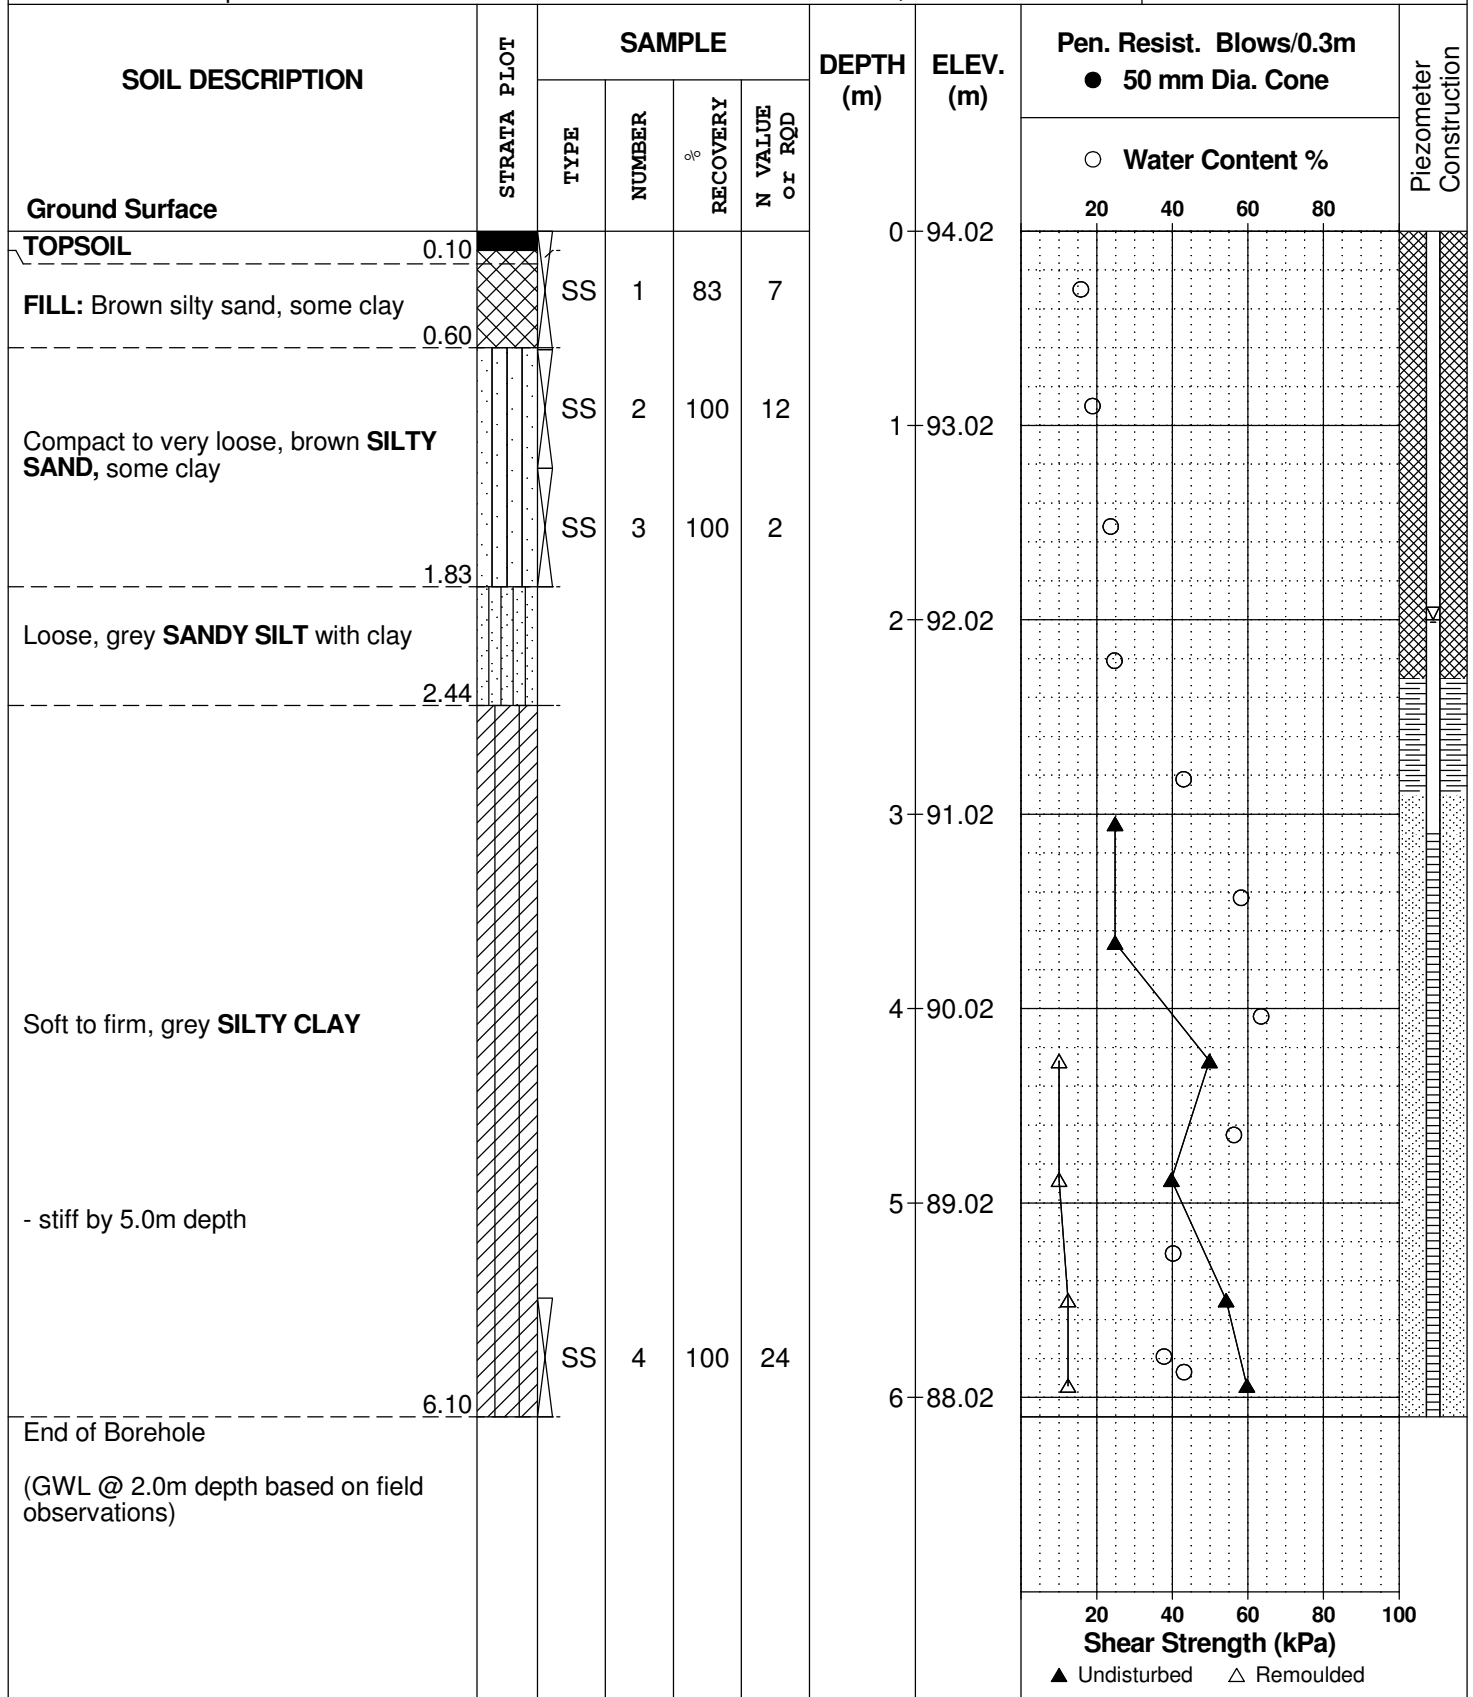 SOIL DESCRIPTION
STRATA PLOT
SAMPLE
TYPE
NUMBER
% RECOVERY
N VALUE or RQD
DEPTH (m)
ELEV. (m)
Pen. Resist. Blows/0.3m
● 50 mm Dia. Cone
○ Water Content %
20 40 60 80
Piezometer Construction
Ground Surface
0 94.02
TOPSOIL 0.10
FILL: Brown silty sand, some clay
0.60
SS 1 83 7
SS 2 100 12
1 93.02
Compact to very loose, brown SILTY
SAND, some clay
SS 3 100 2
1.83
2 92.02
Loose, grey SANDY SILT with clay
2.44
3 91.02
4 90.02
Soft to firm, grey SILTY CLAY
5 89.02
- stiff by 5.0m depth
SS 4 100 24
6 88.02
6.10
End of Borehole
(GWL @ 2.0m depth based on field
observations)
20 40 60 80 100
Shear Strength (kPa)
▲ Undisturbed △ Remoulded